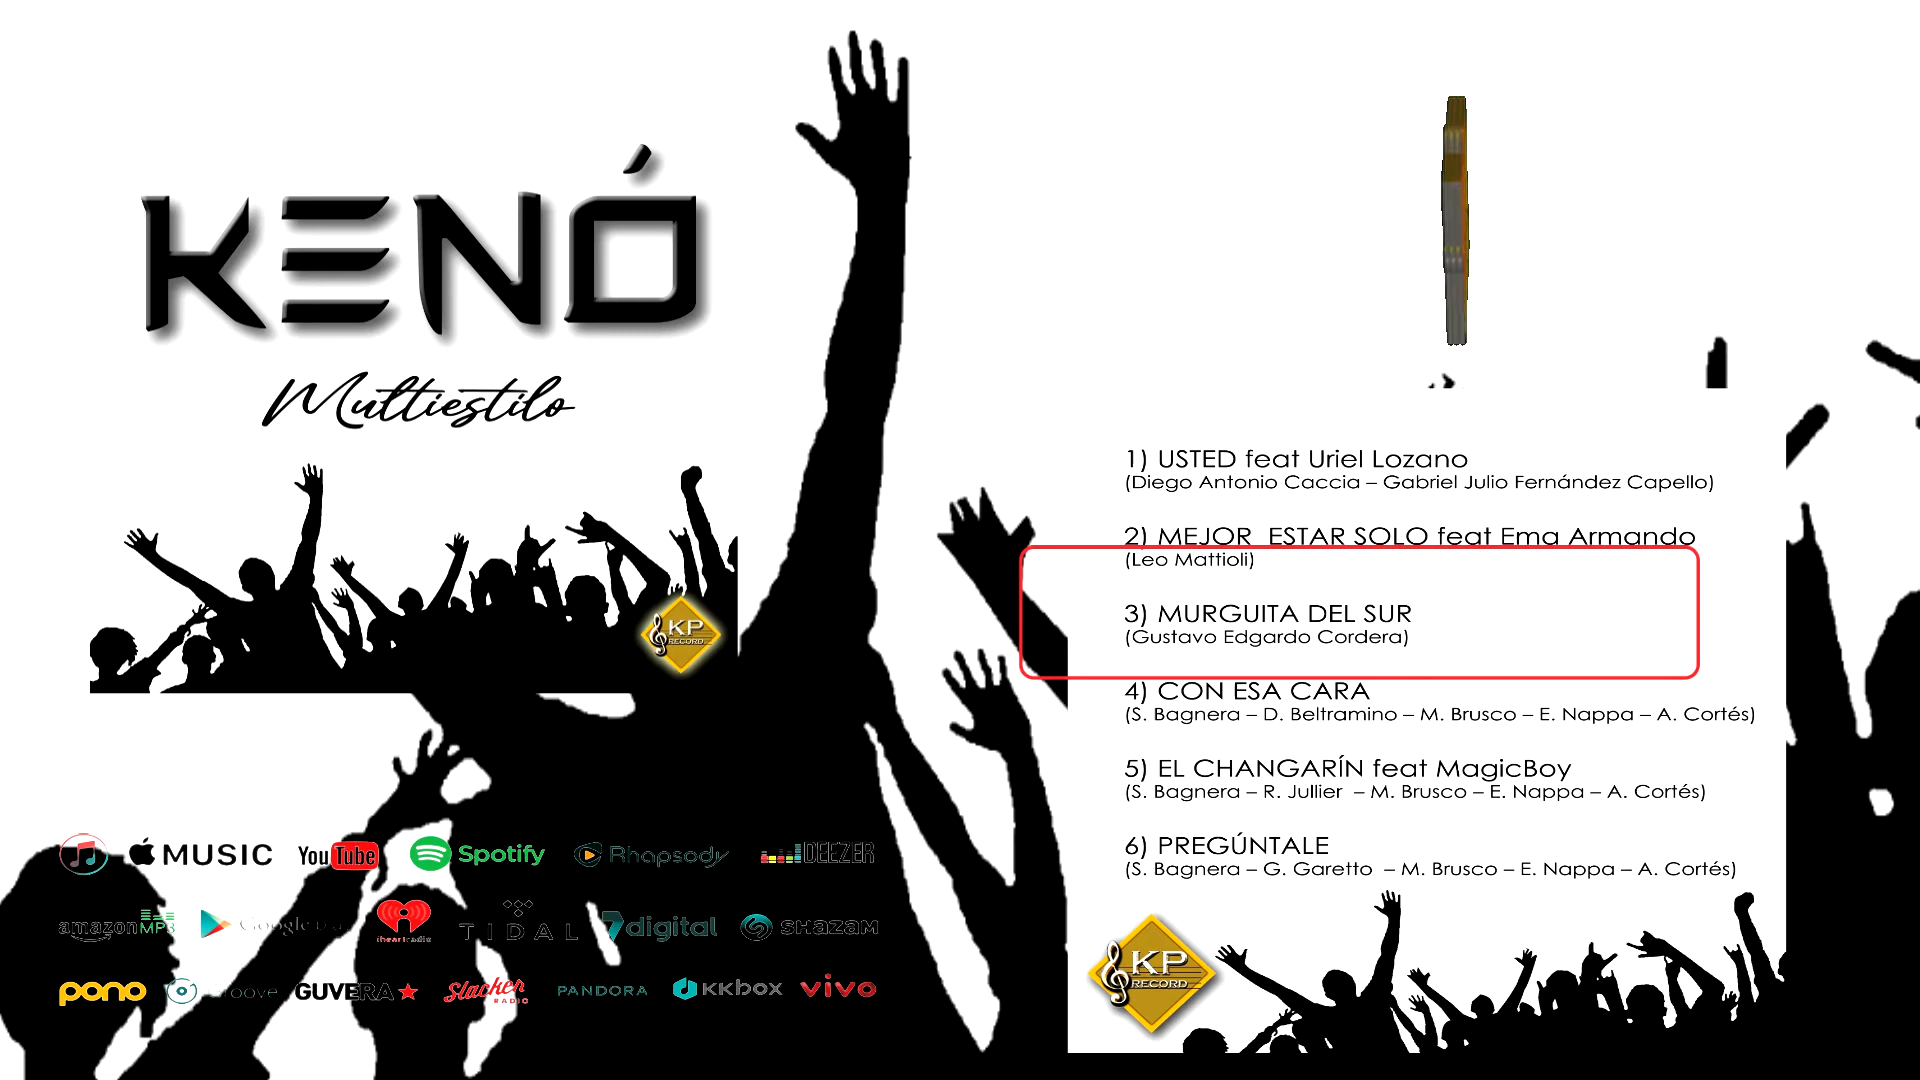 KENÓ
Multiestilo
KP
RECORD
1) USTED feat Uriel Lozano
(Diego Antonio Caccia – Gabriel Julio Fernández Capello)
2) MEJOR  ESTAR SOLO feat Ema Armando
(Leo Mattioli)
3) MURGUITA DEL SUR
(Gustavo Edgardo Cordera)
4) CON ESA CARA
(S. Bagnera – D. Beltramino – M. Brusco – E. Nappa – A. Cortés)
5) EL CHANGARÍN feat MagicBoy
(S. Bagnera – R. Jullier  – M. Brusco – E. Nappa – A. Cortés)
6) PREGÚNTALE
(S. Bagnera – G. Garetto  – M. Brusco – E. Nappa – A. Cortés)
KP
RECORD
MUSIC YouTube Spotify Rhapsody DEEZER
amazonMP3 Google iheartradio TIDAL 7digital SHAZAM
pono Groove GUVERA Slacker RADIO PANDORA KKBOX vivo